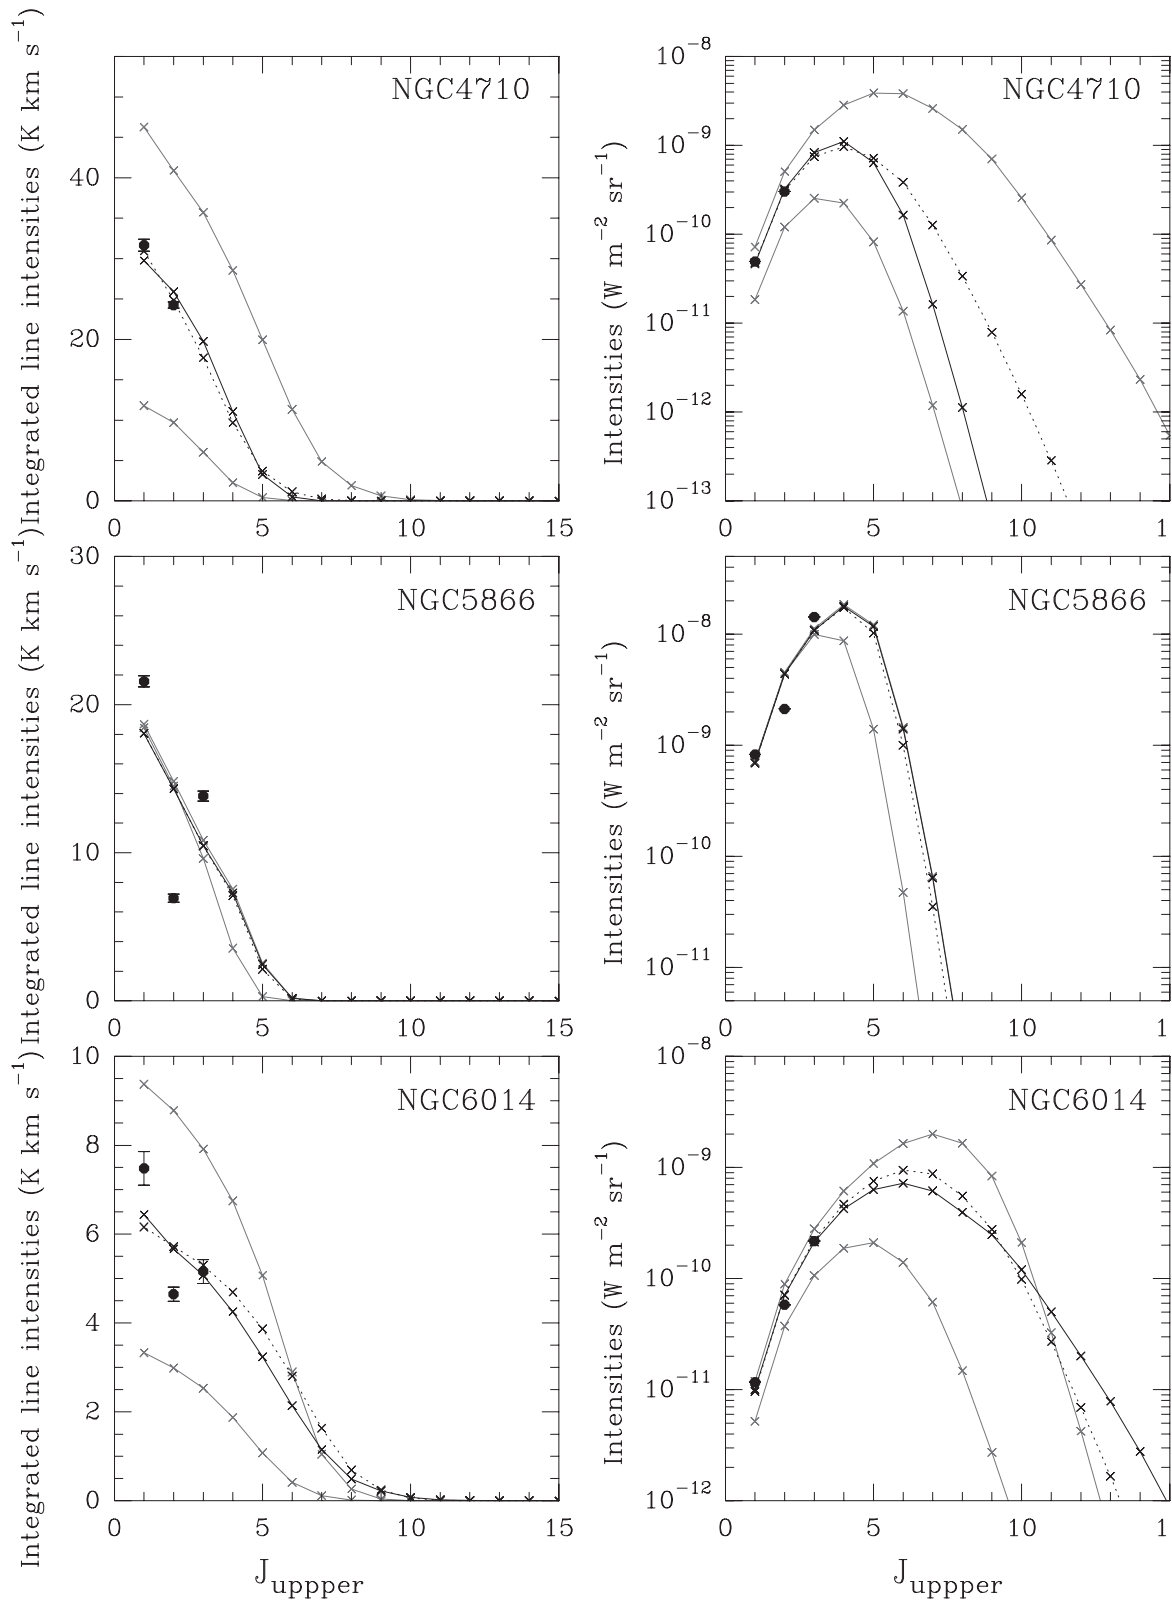 Integrated line intensities (K km s⁻¹)
NGC4710
40
20
0
0 5 10 15
Intensities (W m⁻² sr⁻¹)
NGC4710
10⁻⁸
10⁻⁹
10⁻¹⁰
10⁻¹¹
10⁻¹²
10⁻¹³
0 5 10 1
Integrated line intensities (K km s⁻¹)
NGC5866
30
20
10
0
0 5 10 15
Intensities (W m⁻² sr⁻¹)
NGC5866
10⁻⁸
10⁻⁹
10⁻¹⁰
10⁻¹¹
0 5 10 1
Integrated line intensities (K km s⁻¹)
NGC6014
10
8
6
4
2
0
0 5 10 15
J_uppper
Intensities (W m⁻² sr⁻¹)
NGC6014
10⁻⁸
10⁻⁹
10⁻¹⁰
10⁻¹¹
10⁻¹²
0 5 10 1
J_uppper